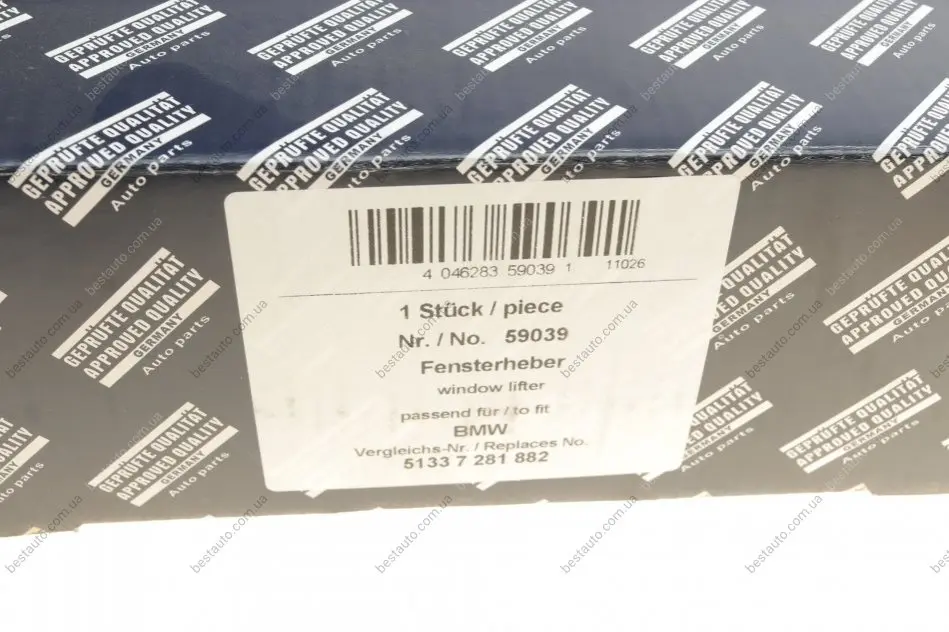 GEPRÜFTE QUALITÄT
APPROVED QUALITY
GERMANY
Auto parts
4 046283 59039 1 11026
1 Stück / piece
Nr. / No. 59039
Fensterheber
window lifter
passend für / to fit
BMW
Vergleichs-Nr. / Replaces No.
5133 7 281 882
bestauto.com.ua